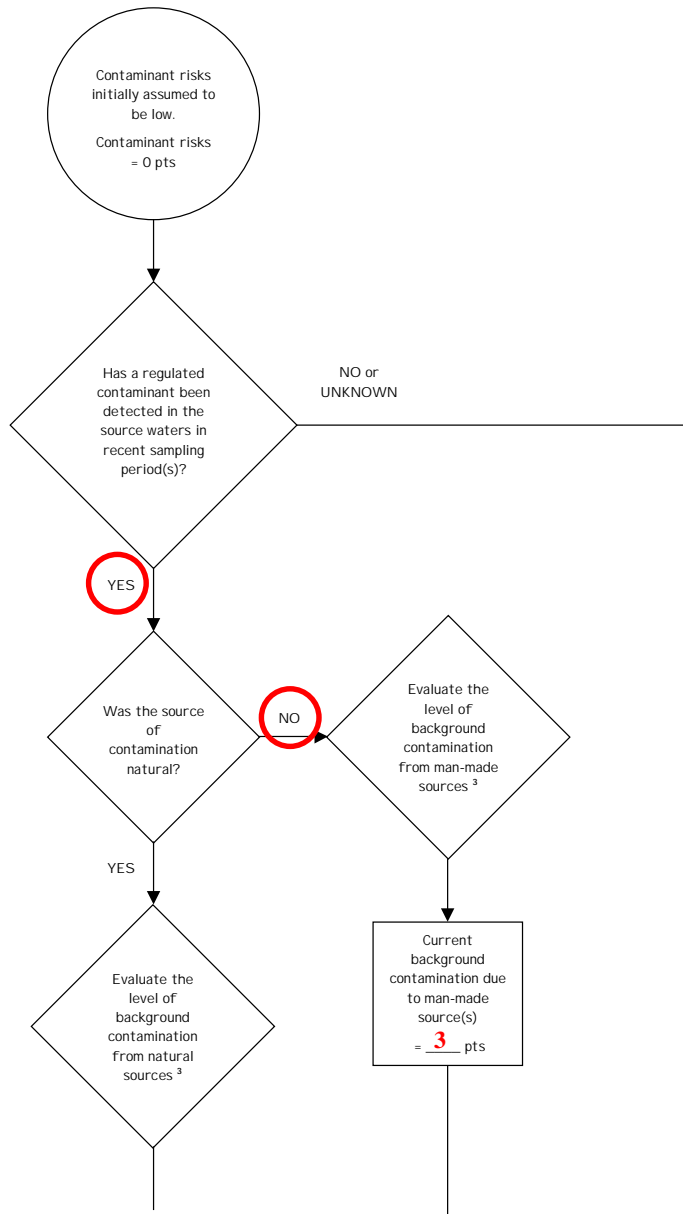 Contaminant risks
initially assumed to
be low.
Contaminant risks
= 0 pts
Has a regulated
contaminant been
detected in the
source waters in
recent sampling
period(s)?
NO or
UNKNOWN
YES
Was the source
of
contamination
natural?
NO
Evaluate the
level of
background
contamination
from man-made
sources ³
YES
Evaluate the
level of
background
contamination
from natural
sources ³
Current
background
contamination due
to man-made
source(s)
= 3 pts